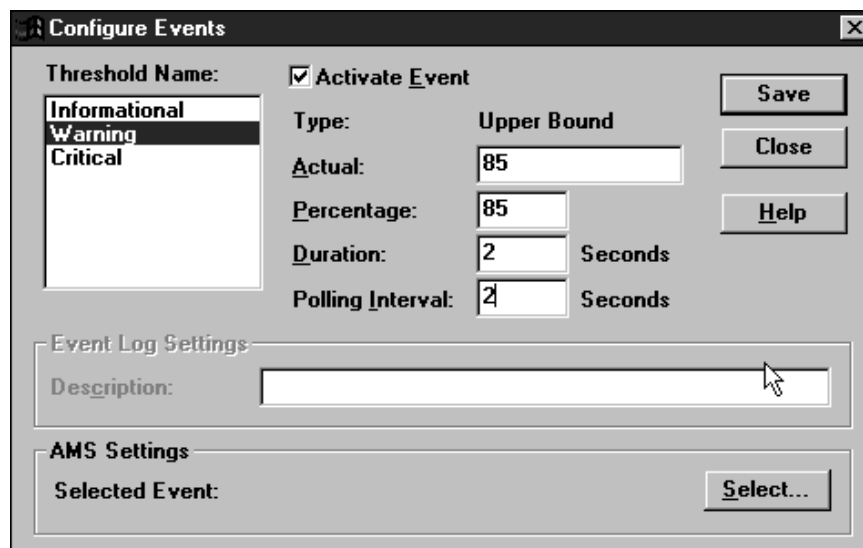 Configure Events
Threshold Name:
Informational
Warning
Critical
Activate Event
Type: Upper Bound
Actual: 85
Percentage: 85
Duration: 2 Seconds
Polling Interval: 2 Seconds
Save
Close
Help
Event Log Settings
Description:
AMS Settings
Selected Event:
Select...